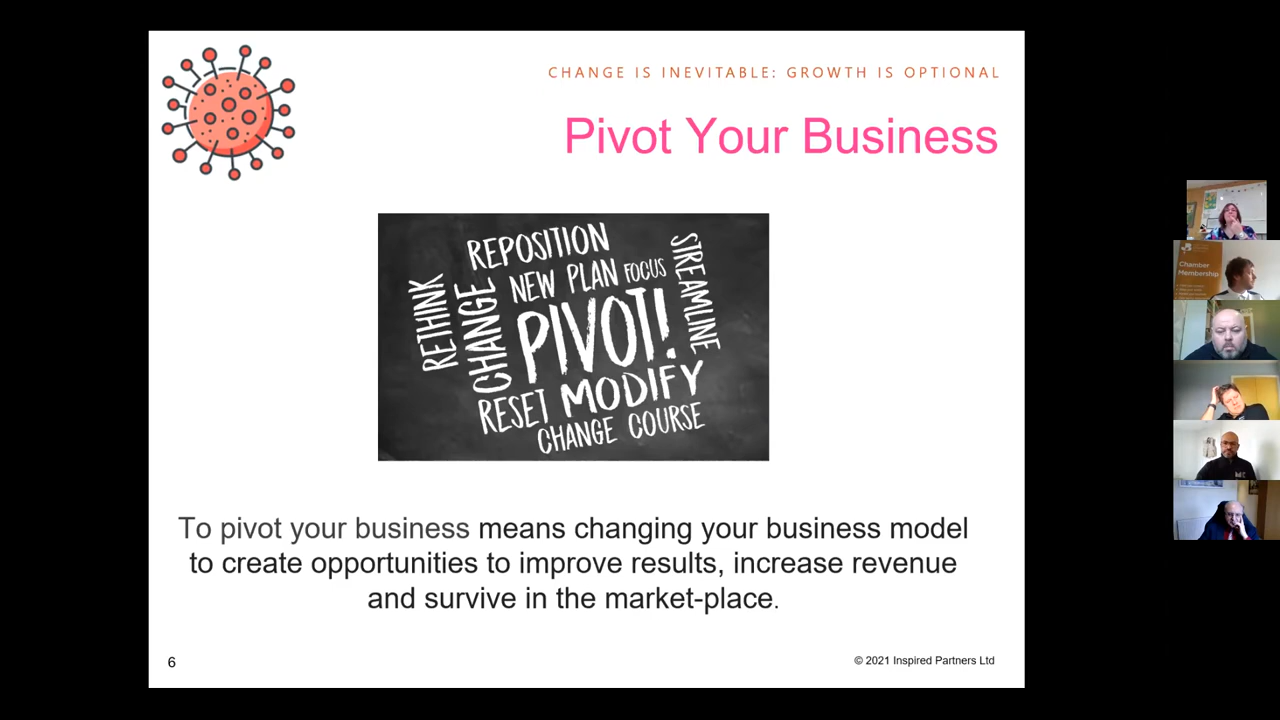 CHANGE IS INEVITABLE: GROWTH IS OPTIONAL
Pivot Your Business
REPOSITION
STREAMLINE
NEW PLAN FOCUS
RETHINK
CHANGE
PIVOT!
RESET MODIFY
CHANGE COURSE
To pivot your business means changing your business model
to create opportunities to improve results, increase revenue
and survive in the market-place.
6
© 2021 Inspired Partners Ltd
Chamber
Membership